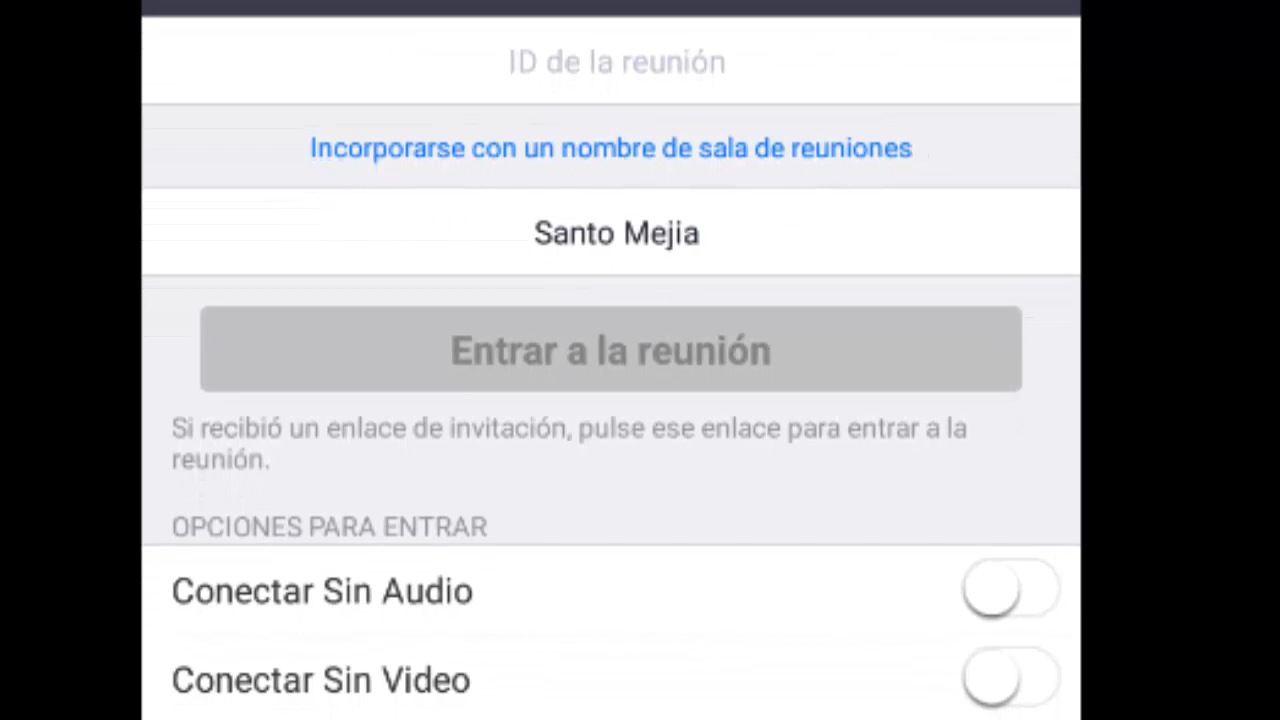 ID de la reunión
Incorporarse con un nombre de sala de reuniones
Santo Mejia
Entrar a la reunión
Si recibió un enlace de invitación, pulse ese enlace para entrar a la
reunión.
OPCIONES PARA ENTRAR
Conectar Sin Audio
Conectar Sin Video